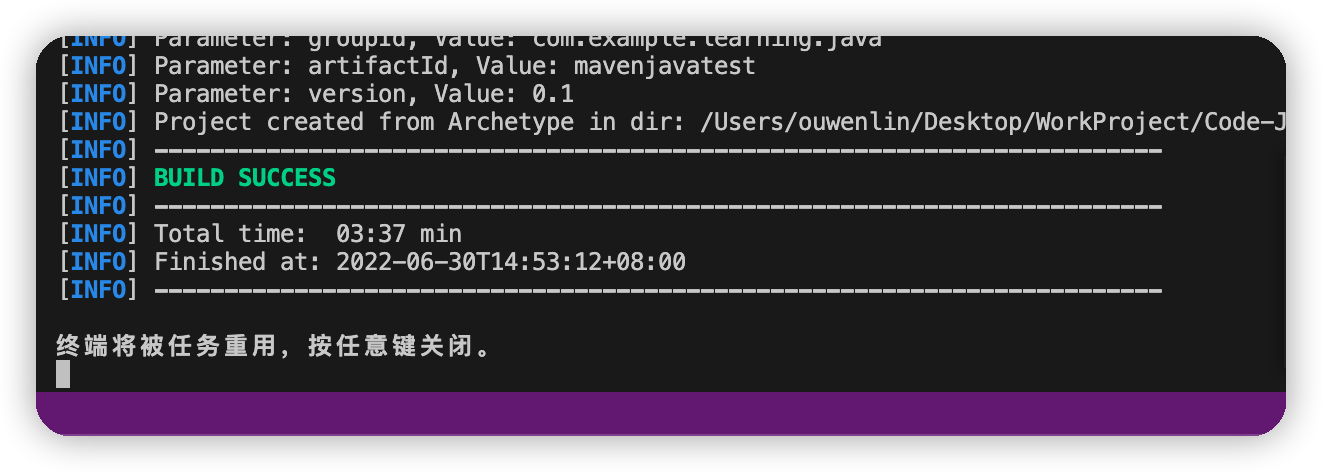 [INFO] Parameter: groupId, Value: com.example.learning.java
[INFO] Parameter: artifactId, Value: mavenjavatest
[INFO] Parameter: version, Value: 0.1
[INFO] Project created from Archetype in dir: /Users/ouwenlin/Desktop/WorkProject/Code-J
[INFO] ------------------------------------------------------------------------
[INFO] BUILD SUCCESS
[INFO] ------------------------------------------------------------------------
[INFO] Total time:  03:37 min
[INFO] Finished at: 2022-06-30T14:53:12+08:00
[INFO] ------------------------------------------------------------------------
终端将被任务重用，按任意键关闭。